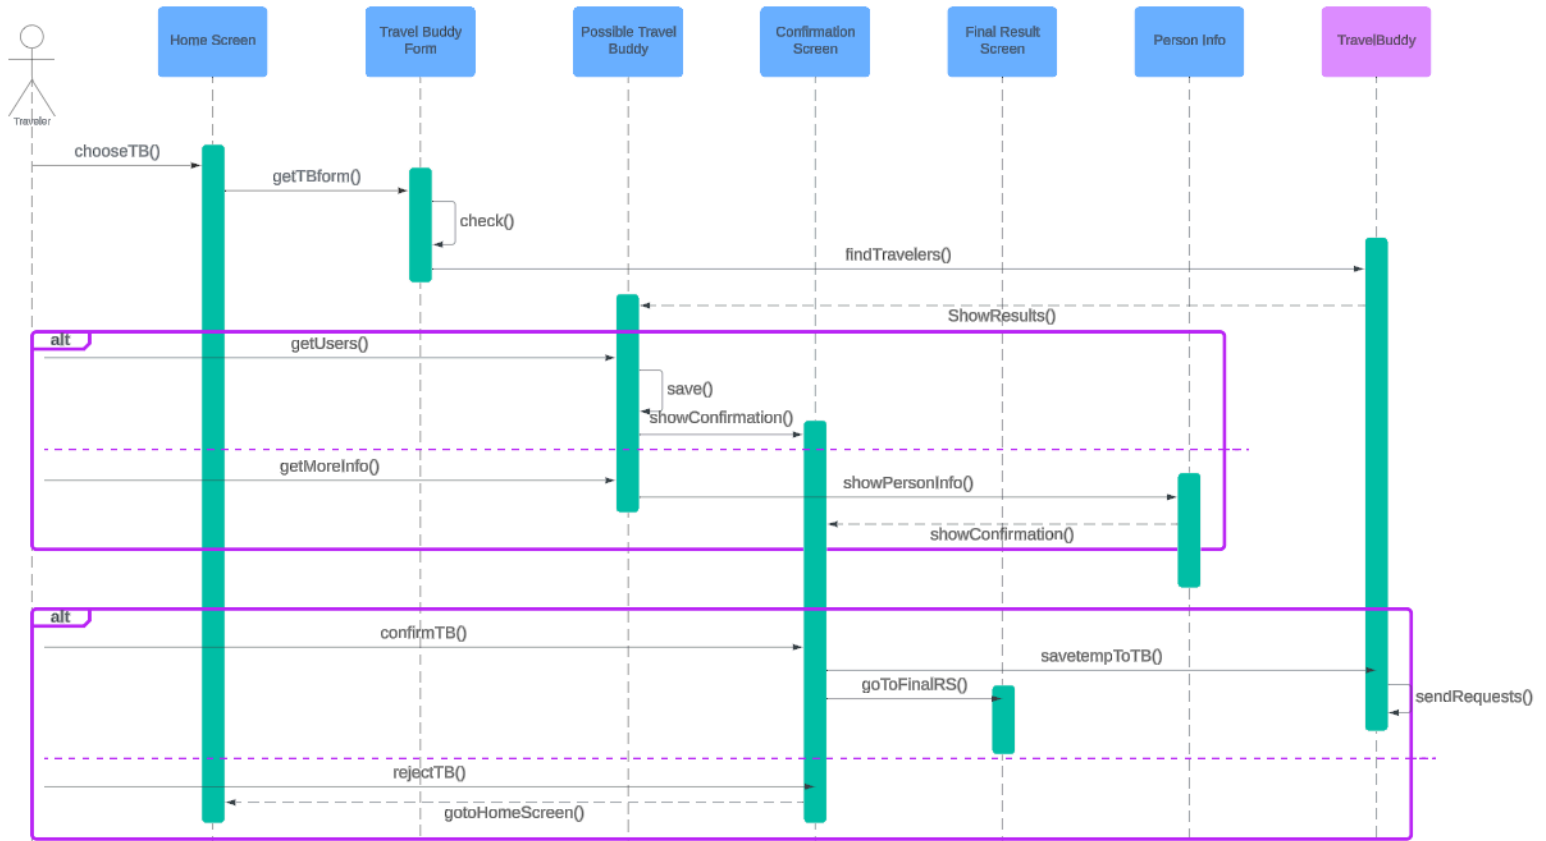 Home Screen
Travel Buddy
Form
Possible Travel
Buddy
Confirmation
Screen
Final Result
Screen
Person Info
TravelBuddy
Traveler
chooseTB()
getTBform()
check()
findTravelers()
ShowResults()
alt
getUsers()
save()
showConfirmation()
getMoreInfo()
showPersonInfo()
showConfirmation()
alt
confirmTB()
savetempToTB()
goToFinalRS()
sendRequests()
rejectTB()
gotoHomeScreen()